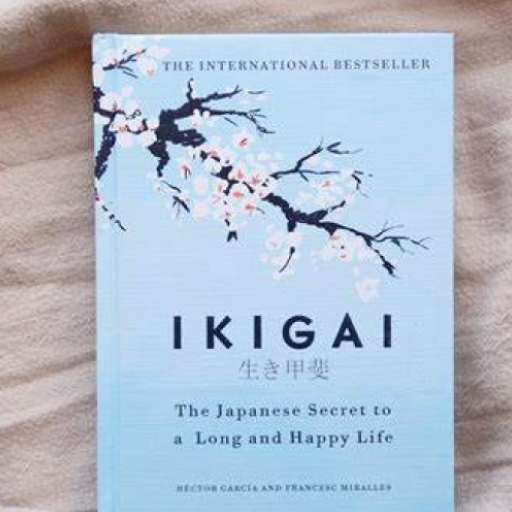 THE INTERNATIONAL BESTSELLER
IKIGAI
生き甲斐
The Japanese Secret to
a Long and Happy Life
HÉCTOR GARCÍA AND FRANCESC MIRALLES